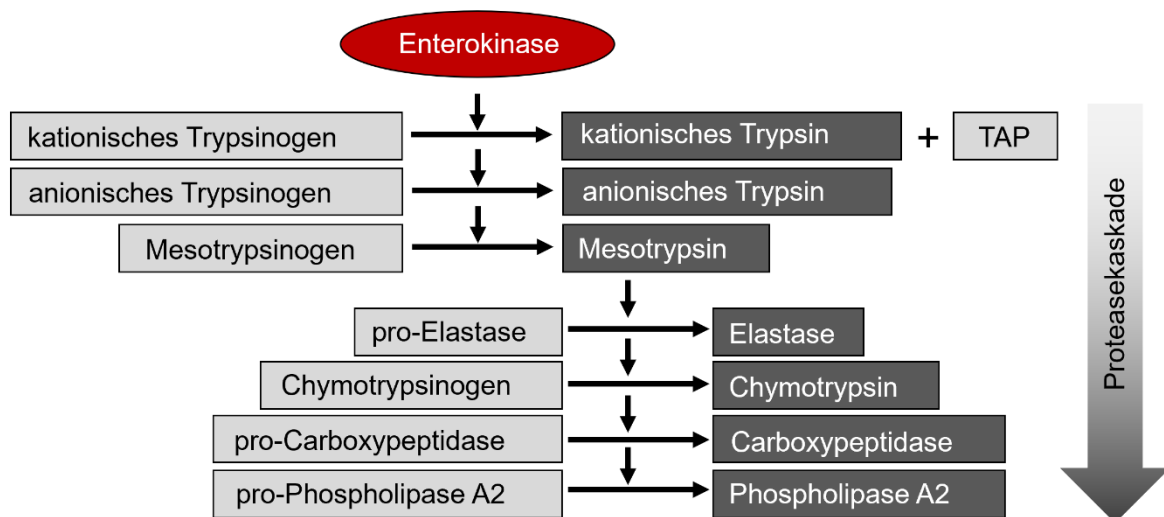 Enterokinase
kationisches Trypsinogen
kationisches Trypsin
+
TAP
anionisches Trypsinogen
anionisches Trypsin
Mesotrypsinogen
Mesotrypsin
pro-Elastase
Elastase
Chymotrypsinogen
Chymotrypsin
pro-Carboxypeptidase
Carboxypeptidase
pro-Phospholipase A2
Phospholipase A2
Proteasekaskade